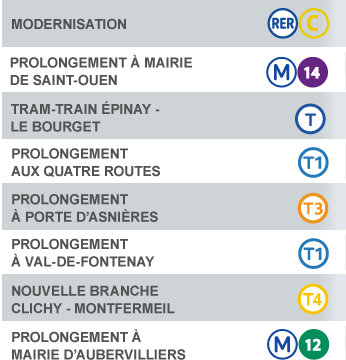 MODERNISATION RER C
PROLONGEMENT À MAIRIE
DE SAINT-OUEN M 14
TRAM-TRAIN ÉPINAY -
LE BOURGET T
PROLONGEMENT
AUX QUATRE ROUTES T1
PROLONGEMENT
À PORTE D'ASNIÈRES T3
PROLONGEMENT
À VAL-DE-FONTENAY T1
NOUVELLE BRANCHE
CLICHY - MONTFERMEIL T4
PROLONGEMENT À
MAIRIE D'AUBERVILLIERS M 12